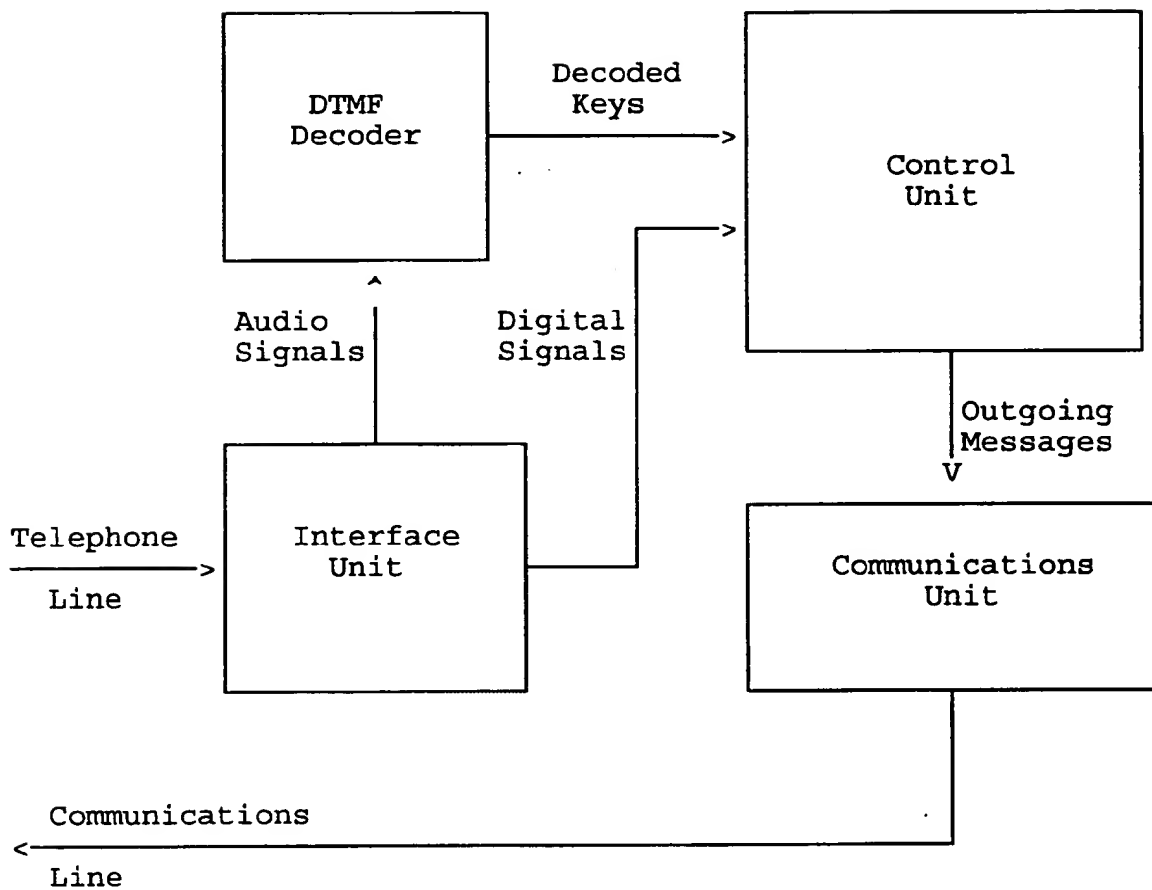 DTMF
Decoder
Decoded
Keys
Control
Unit
Audio
Signals
Digital
Signals
Outgoing
Messages
Telephone
Line
Interface
Unit
Communications
Unit
Communications
Line